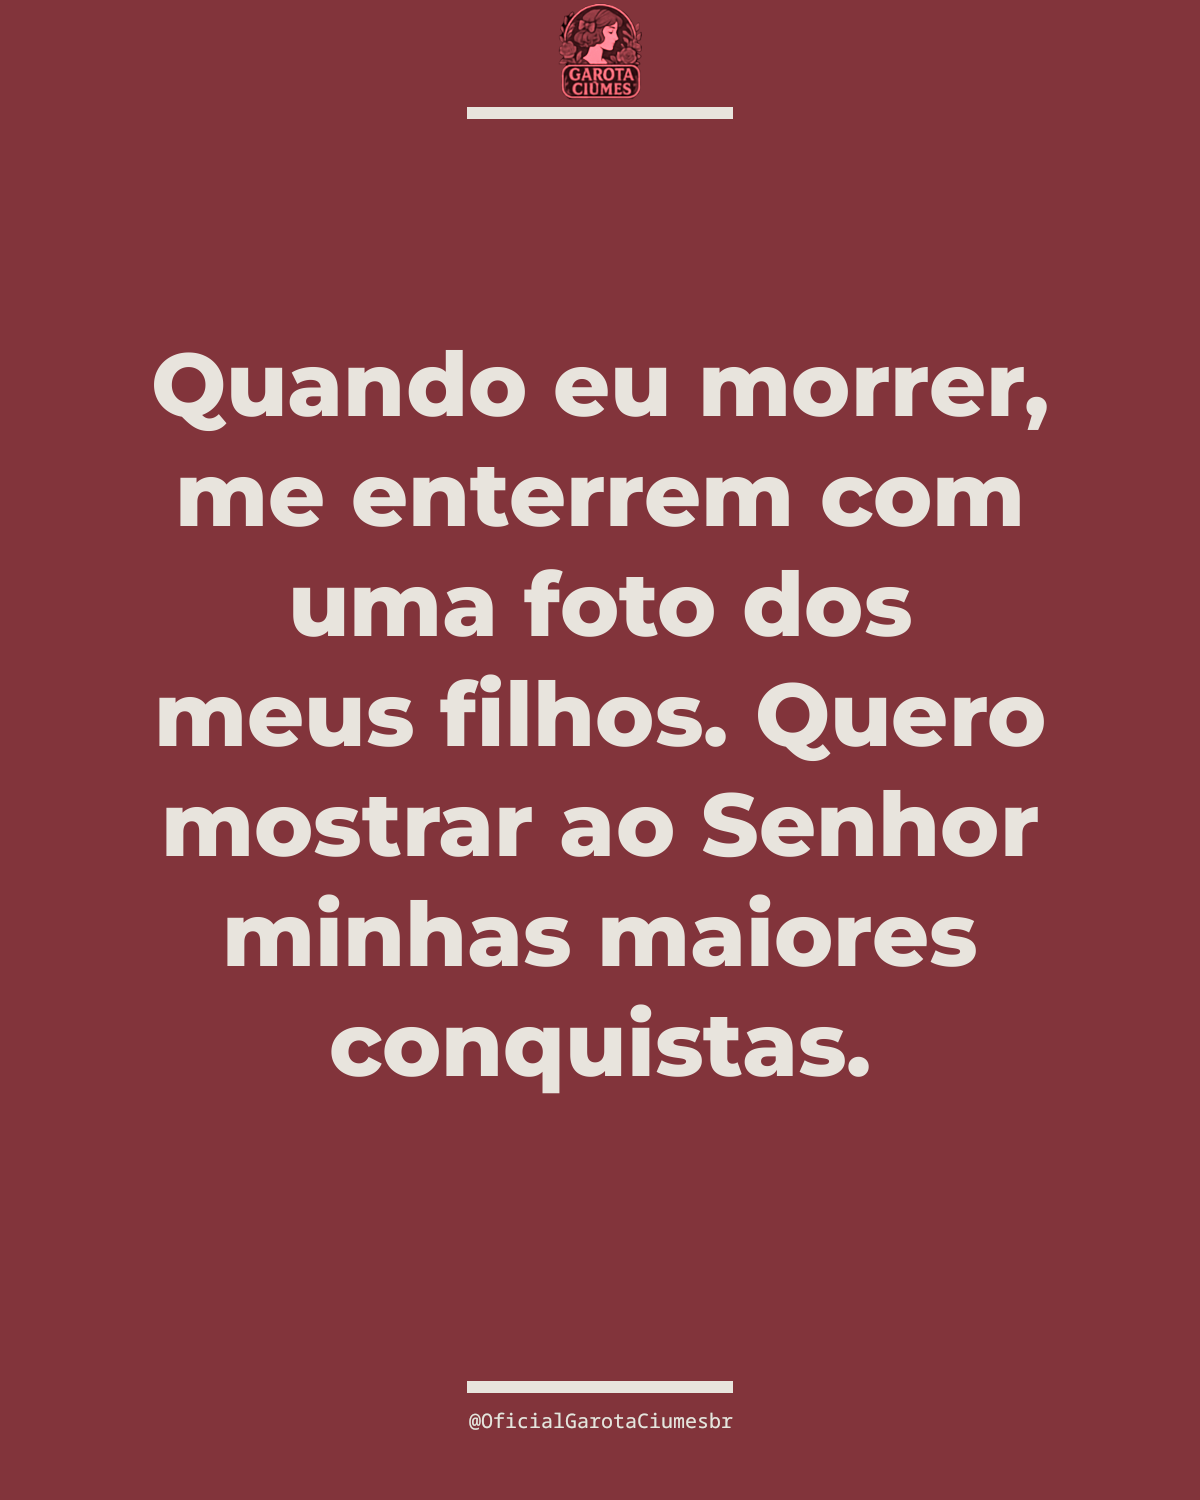 GAROTA
CIÚMES
Quando eu morrer,
me enterrem com
uma foto dos
meus filhos. Quero
mostrar ao Senhor
minhas maiores
conquistas.
@OficialGarotaCiumesbr